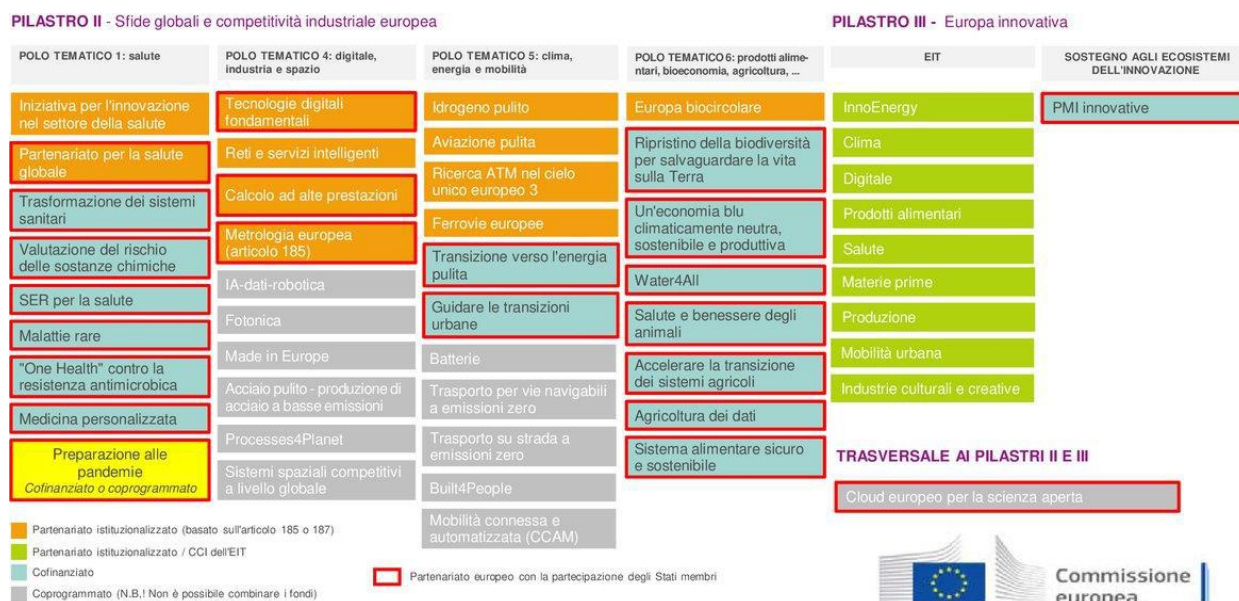 PILASTRO II - Sfide globali e competitività industriale europea
POLO TEMATICO 1: salute
Iniziativa per l'innovazione
nel settore della salute
Partenariato per la salute
globale
Trasformazione dei sistemi
sanitari
Valutazione del rischio
delle sostanze chimiche
SER per la salute
Malattie rare
"One Health" contro la
resistenza antimicrobica
Medicina personalizzata
Preparazione alle
pandemie
Cofinanziato o coprogrammato
POLO TEMATICO 4: digitale,
industria e spazio
Tecnologie digitali
fondamentali
Reti e servizi intelligenti
Calcolo ad alte prestazioni
Metrologia europea
(articolo 185)
IA-dati-robotica
Fotonica
Made in Europe
Acciaio pulito - produzione di
acciaio a basse emissioni
Processes4Planet
Sistemi spaziali competitivi
a livello globale
POLO TEMATICO 5: clima,
energia e mobilità
Idrogeno pulito
Aviazione pulita
Ricerca ATM nel cielo
unico europeo 3
Ferrovie europee
Transizione verso l'energia
pulita
Guidare le transizioni
urbane
Batterie
Trasporto per vie navigabili
a emissioni zero
Trasporto su strada a
emissioni zero
Built4People
Mobilità connessa e
automatizzata (CCAM)
POLO TEMATICO 6: prodotti alime-
ntari, bioeconomia, agricoltura, ...
Europa biocircolare
Ripristino della biodiversità
per salvaguardare la vita
sulla Terra
Un'economia blu
climaticamente neutra,
sostenibile e produttiva
Water4All
Salute e benessere degli
animali
Accelerare la transizione
dei sistemi agricoli
Agricoltura dei dati
Sistema alimentare sicuro
e sostenibile
PILASTRO III - Europa innovativa
EIT
InnoEnergy
Clima
Digitale
Prodotti alimentari
Salute
Materie prime
Produzione
Mobilità urbana
Industrie culturali e creative
SOSTEGNO AGLI ECOSISTEMI
DELL'INNOVAZIONE
PMI innovative
TRASVERSALE AI PILASTRI II E III
Cloud europeo per la scienza aperta
Partenariato istituzionalizzato (basato sull'articolo 185 o 187)
Partenariato istituzionalizzato / CCI dell'EIT
Cofinanziato
Coprogrammato (N.B.! Non è possibile combinare i fondi)
Partenariato europeo con la partecipazione degli Stati membri
Commissione
europea